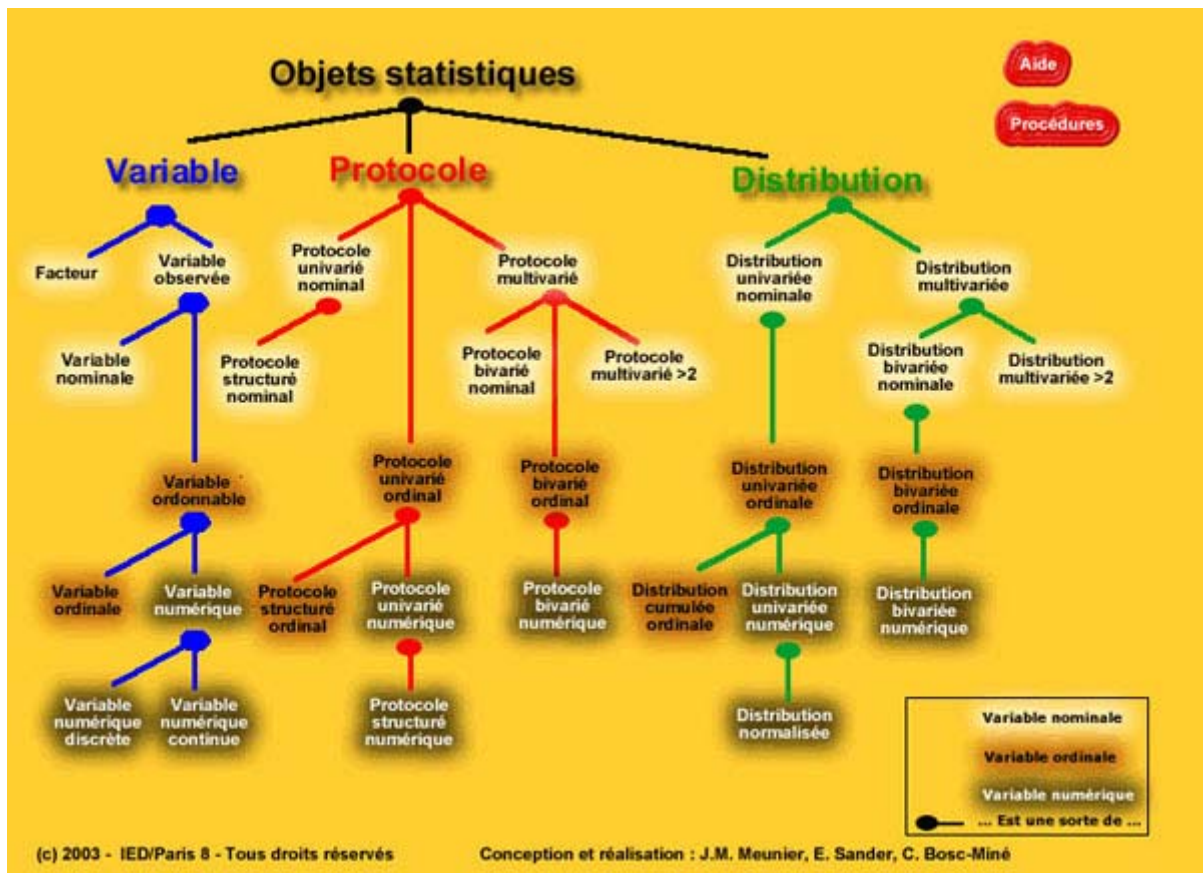 Objets statistiques
Aide
Procédures
Variable
Protocole
Distribution
Facteur
Variable
observée
Protocole
univarié
nominal
Protocole
multivarié
Distribution
univariée
nominale
Distribution
multivariée
Variable
nominale
Protocole
structuré
nominal
Protocole
bivarié
nominal
Protocole
multivarié >2
Distribution
bivariée
nominale
Distribution
multivariée >2
Variable
ordonnable
Protocole
univarié
ordinal
Protocole
bivarié
ordinal
Distribution
univariée
ordinale
Distribution
bivariée
ordinale
Variable
ordinale
Variable
numérique
Protocole
structuré
ordinal
Protocole
univarié
numérique
Protocole
bivarié
numérique
Distribution
cumulée
ordinale
Distribution
univariée
numérique
Distribution
bivariée
numérique
Variable
numérique
discrète
Variable
numérique
continue
Protocole
structuré
numérique
Distribution
normalisée
Variable nominale
Variable ordinale
Variable numérique
... Est une sorte de ...
(c) 2003 - IED/Paris 8 - Tous droits réservés
Conception et réalisation : J.M. Meunier, E. Sander, C. Bosc-Miné